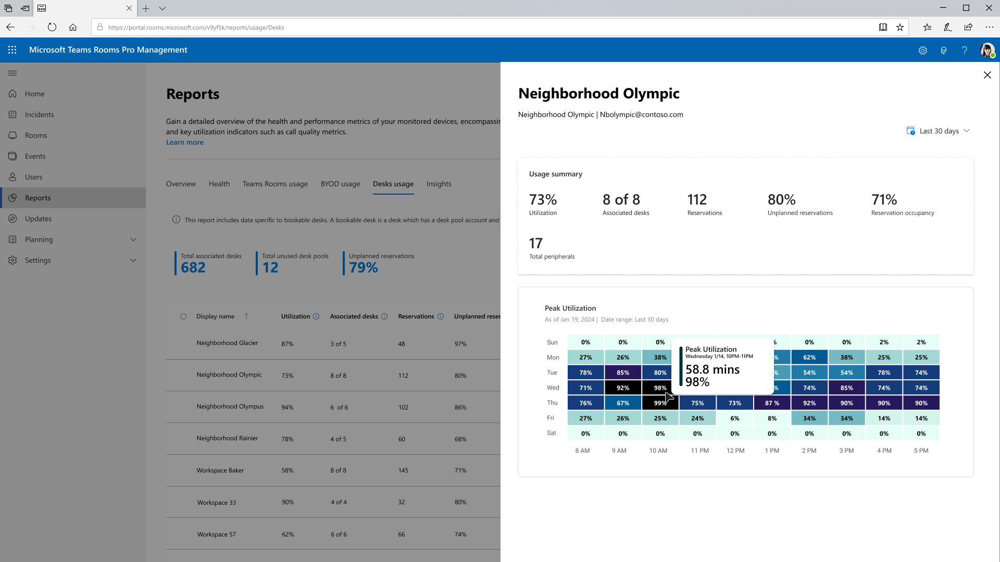 https://portal.rooms.microsoft.com/v9yf5k/reports/usage/Desks
Microsoft Teams Rooms Pro Management
Home
Incidents
Rooms
Events
Users
Reports
Updates
Planning
Settings
Reports
Gain a detailed overview of the health and performance metrics of your monitored devices, encompassin
and key utilization indicators such as call quality metrics.
Learn more
Overview Health Teams Rooms usage BYOD usage Desks usage Insights
This report includes data specific to bookable desks. A bookable desk is a desk which has a desk pool account and
Total associated desks
682
Total unused desk pools
12
Unplanned reservations
79%
Display name ↑ Utilization Associated desks Reservations Unplanned reser
Neighborhood Glacier 87% 3 of 5 48 97%
Neighborhood Olympic 73% 8 of 8 112 80%
Neighborhood Olympus 94% 6 of 6 102 86%
Neighborhood Rainier 78% 4 of 5 60 68%
Workspace Baker 58% 8 of 8 145 71%
Workspace 33 90% 4 of 4 32 80%
Workspace 57 62% 6 of 6 66 74%
Neighborhood Olympic
Neighborhood Olympic | Nbolympic@contoso.com
Last 30 days
Usage summary
73%
Utilization
8 of 8
Associated desks
112
Reservations
80%
Unplanned reservations
71%
Reservation occupancy
17
Total peripherals
Peak Utilization
As of Jan 19, 2024 | Date range: Last 30 days
Sun 0% 0% 0% % 0% 0% 2% 2%
Mon 27% 26% 38% % 62% 38% 25% 25%
Tue 78% 85% 80% % 54% 54% 78% 74%
Wed 71% 92% 98% % 74% 85% 74% 74%
Thu 76% 67% 99% 75% 73% 87 % 92% 90% 90% 90%
Fri 27% 26% 25% 24% 6% 8% 34% 34% 14% 14%
Sat 0% 0% 0% 0% 0% 0% 0% 0% 0% 0%
8 AM 9 AM 10 AM 11 PM 12 PM 1 PM 2 PM 3 PM 4 PM 5 PM
Peak Utilization
Wednesday 1/14, 10PM-11PM
58.8 mins
98%